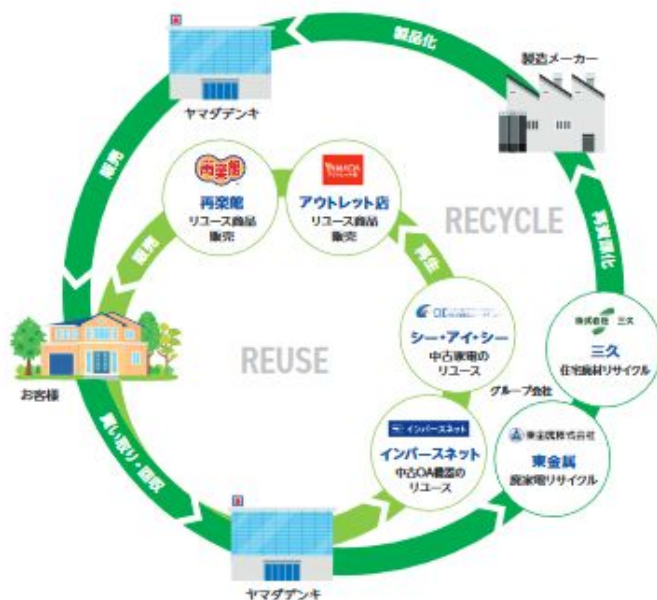 製品化
製造メーカー
ヤマダデンキ
販売
再楽館
再楽館
リユース商品
販売
YAMADA
アウトレット店
リユース商品
販売
RECYCLE
再資源化
販売
再生
CIC
シー・アイ・シー
中古家電の
リユース
株式会社 三久
三久
住宅廃材リサイクル
REUSE
グループ会社
お客様
インバースネット
インバースネット
中古OA機器の
リユース
東金属株式会社
東金属
廃家電リサイクル
買い取り・回収
ヤマダデンキ